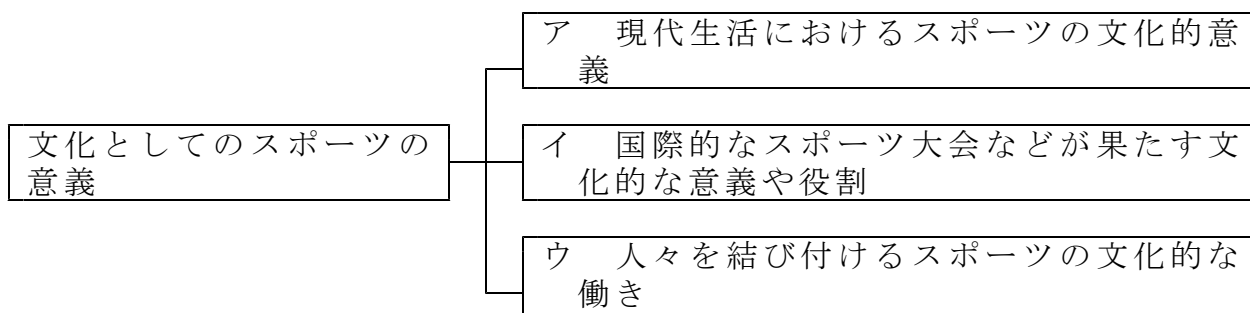 文化としてのスポーツの
意義
ア 現代生活におけるスポーツの文化的意
義
イ 国際的なスポーツ大会などが果たす文
化的な意義や役割
ウ 人々を結び付けるスポーツの文化的な
働き